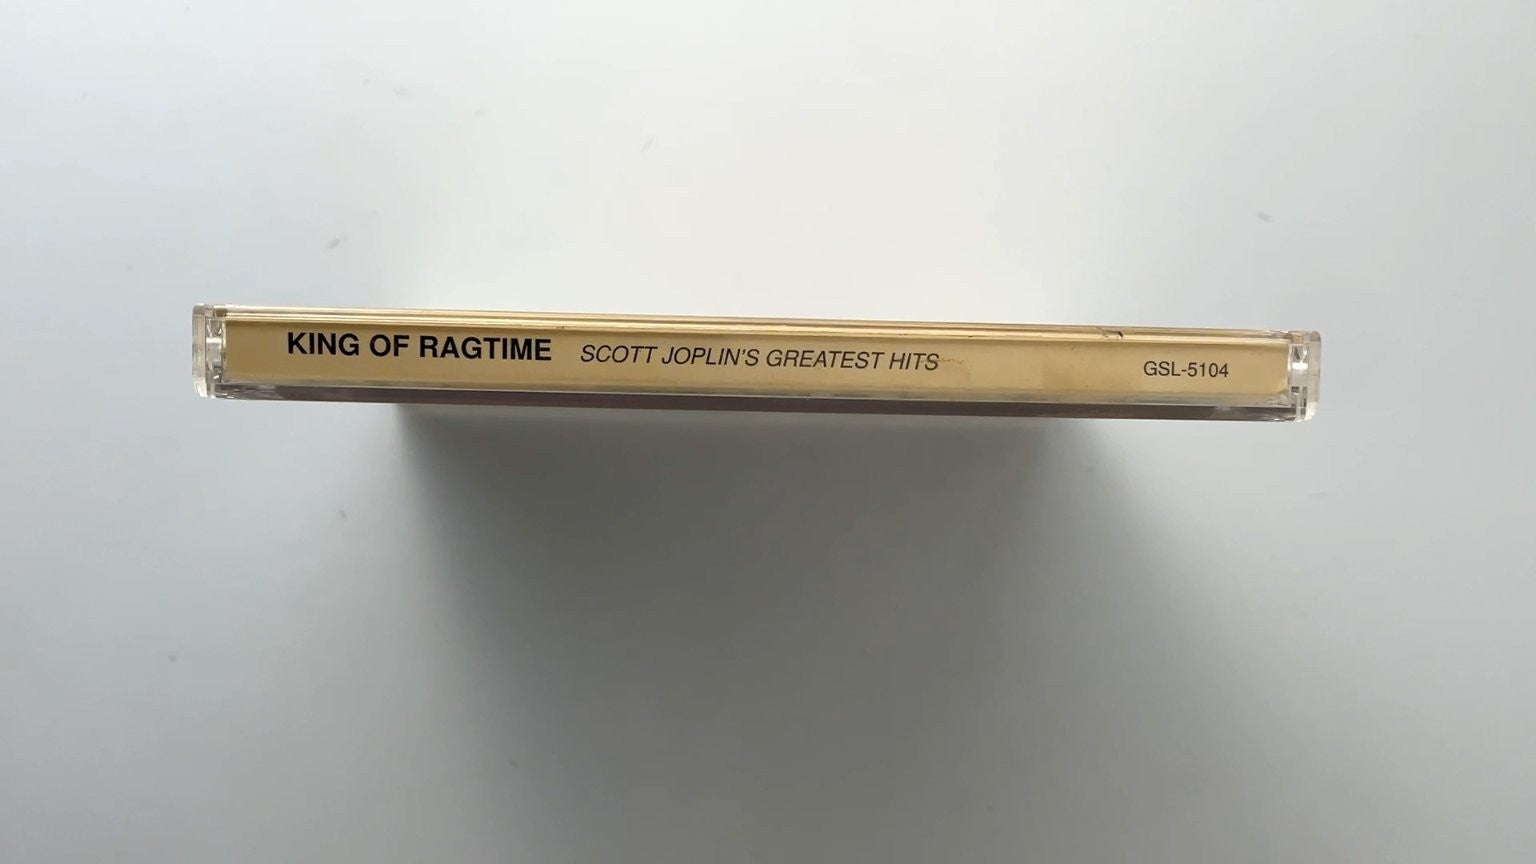 KING OF RAGTIME SCOTT JOPLIN'S GREATEST HITS GSL-5104